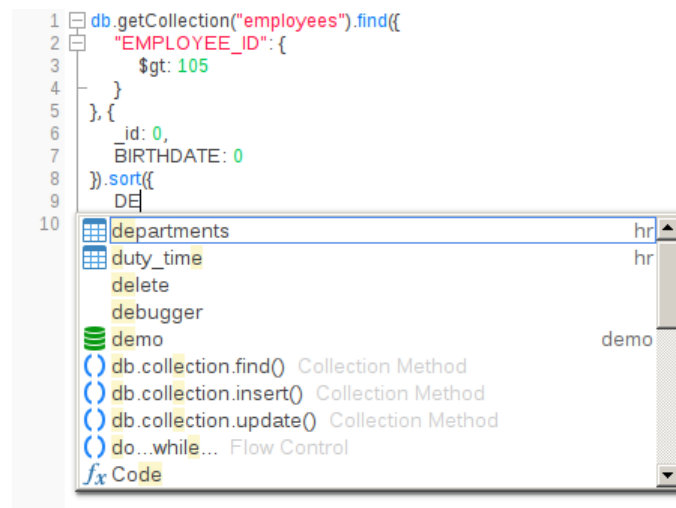 1 db.getCollection("employees").find({
2 "EMPLOYEE_ID": {
3 $gt: 105
4 }
5 }, {
6 _id: 0,
7 BIRTHDATE: 0
8 }).sort({
9 DE
10
departments hr
duty_time hr
delete
debugger
demo demo
db.collection.find() Collection Method
db.collection.insert() Collection Method
db.collection.update() Collection Method
do...while... Flow Control
fx Code